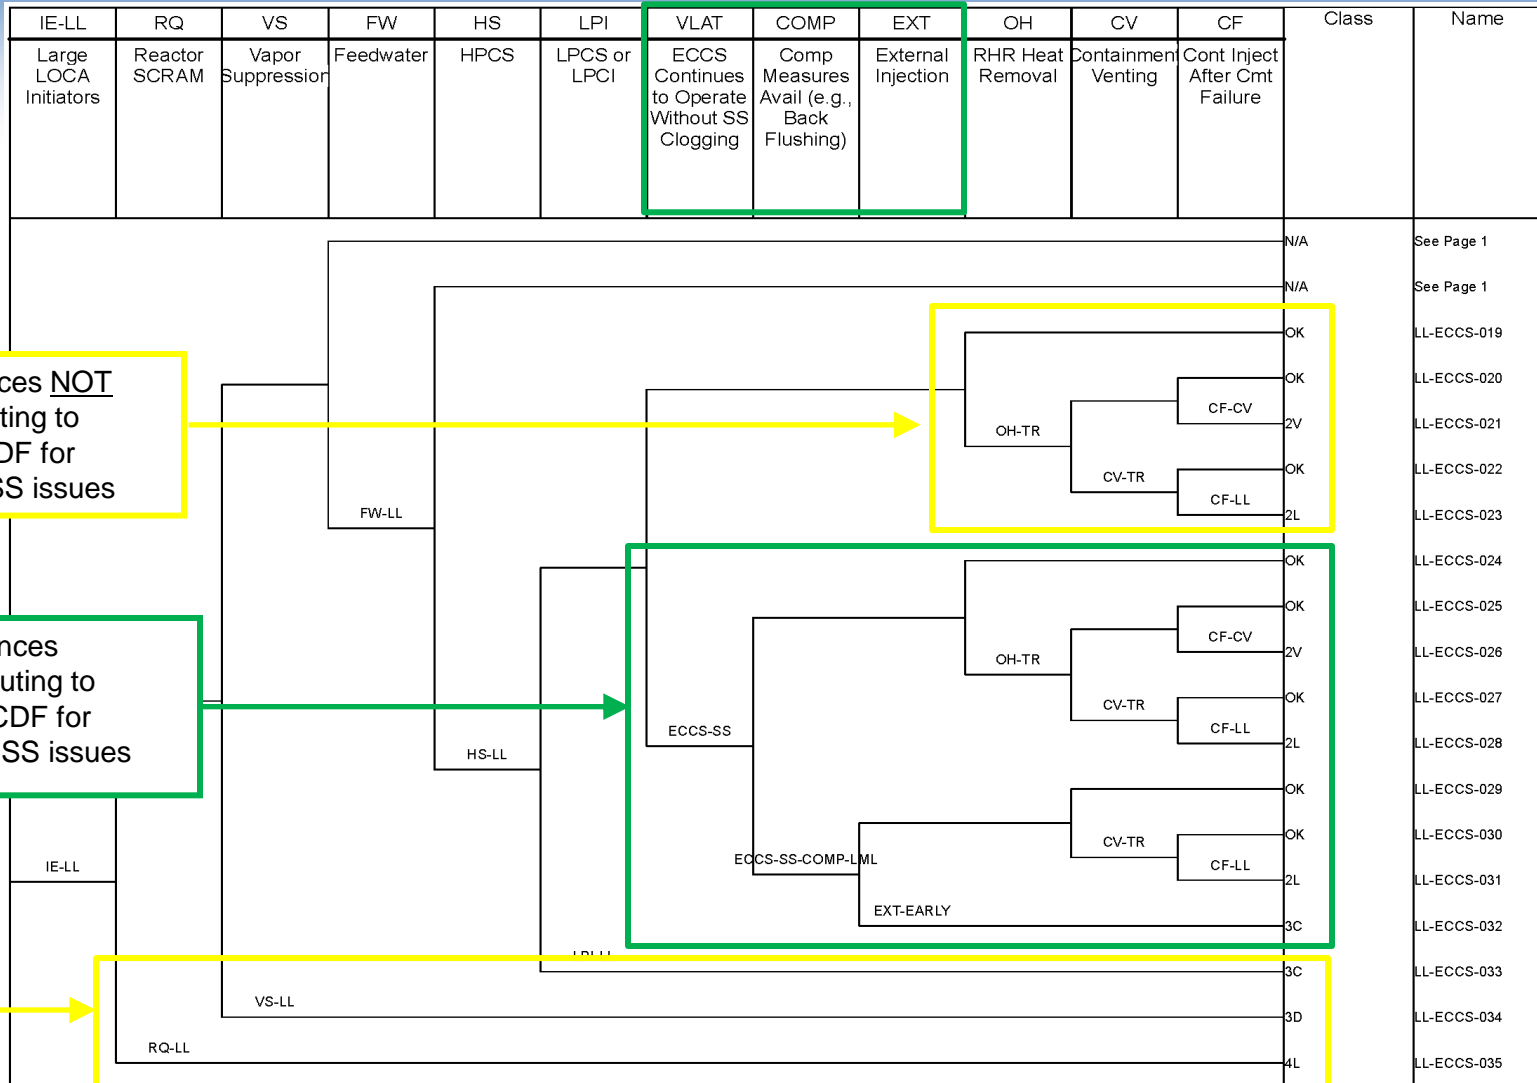 IE-LL RQ VS FW HS LPI VLAT COMP EXT OH CV CF Class Name
Large
LOCA
Initiators
Reactor
SCRAM
Vapor
Suppression
Feedwater
HPCS
LPCS or
LPCI
ECCS
Continues
to Operate
Without SS
Clogging
Comp
Measures
Avail (e.g.,
Back
Flushing)
External
Injection
RHR Heat
Removal
Containment
Venting
Cont Inject
After Cmt
Failure
N/A See Page 1
N/A See Page 1
OK LL-ECCS-019
OK LL-ECCS-020
CF-CV
2V LL-ECCS-021
OH-TR
OK LL-ECCS-022
CV-TR
CF-LL
2L LL-ECCS-023
ces NOT
ting to
DF for
SS issues
FW-LL
OK LL-ECCS-024
OK LL-ECCS-025
CF-CV
2V LL-ECCS-026
OH-TR
OK LL-ECCS-027
CV-TR
CF-LL
2L LL-ECCS-028
nces
uting to
CDF for
SS issues
ECCS-SS
HS-LL
OK LL-ECCS-029
OK LL-ECCS-030
CV-TR
ECCS-SS-COMP-LML
CF-LL
IE-LL
2L LL-ECCS-031
EXT-EARLY
3C LL-ECCS-032
3C LL-ECCS-033
VS-LL
3D LL-ECCS-034
RQ-LL
4L LL-ECCS-035